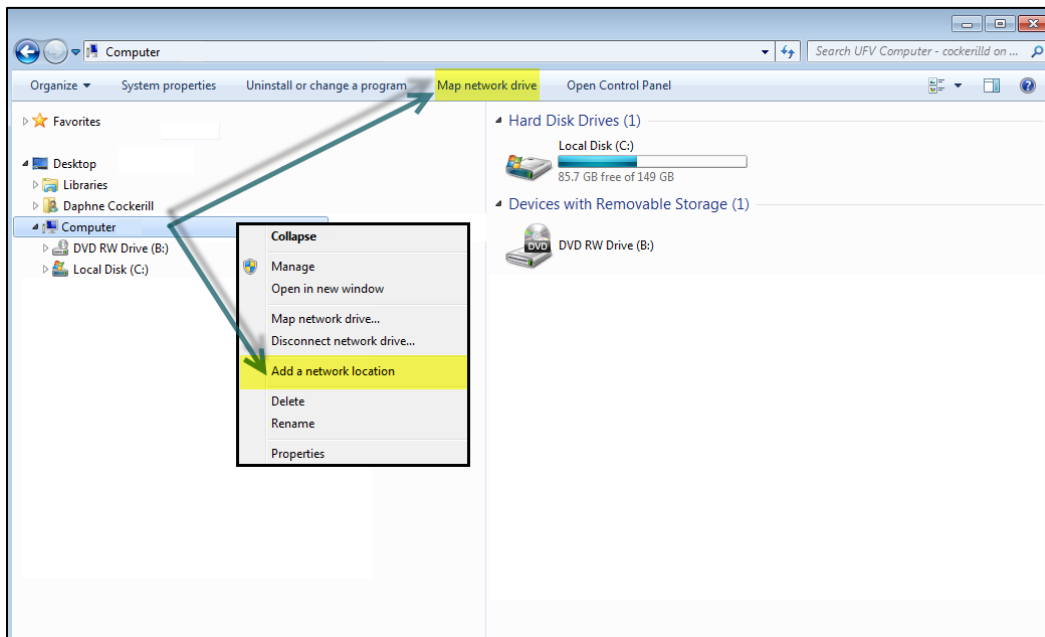 Computer
Search UFV Computer - cockerilld on ...
Organize
System properties
Uninstall or change a program
Map network drive
Open Control Panel
Favorites
Desktop
Libraries
Daphne Cockerill
Computer
DVD RW Drive (B:)
Local Disk (C:)
Collapse
Manage
Open in new window
Map network drive...
Disconnect network drive...
Add a network location
Delete
Rename
Properties
Hard Disk Drives (1)
Local Disk (C:)
85.7 GB free of 149 GB
Devices with Removable Storage (1)
DVD
DVD RW Drive (B:)